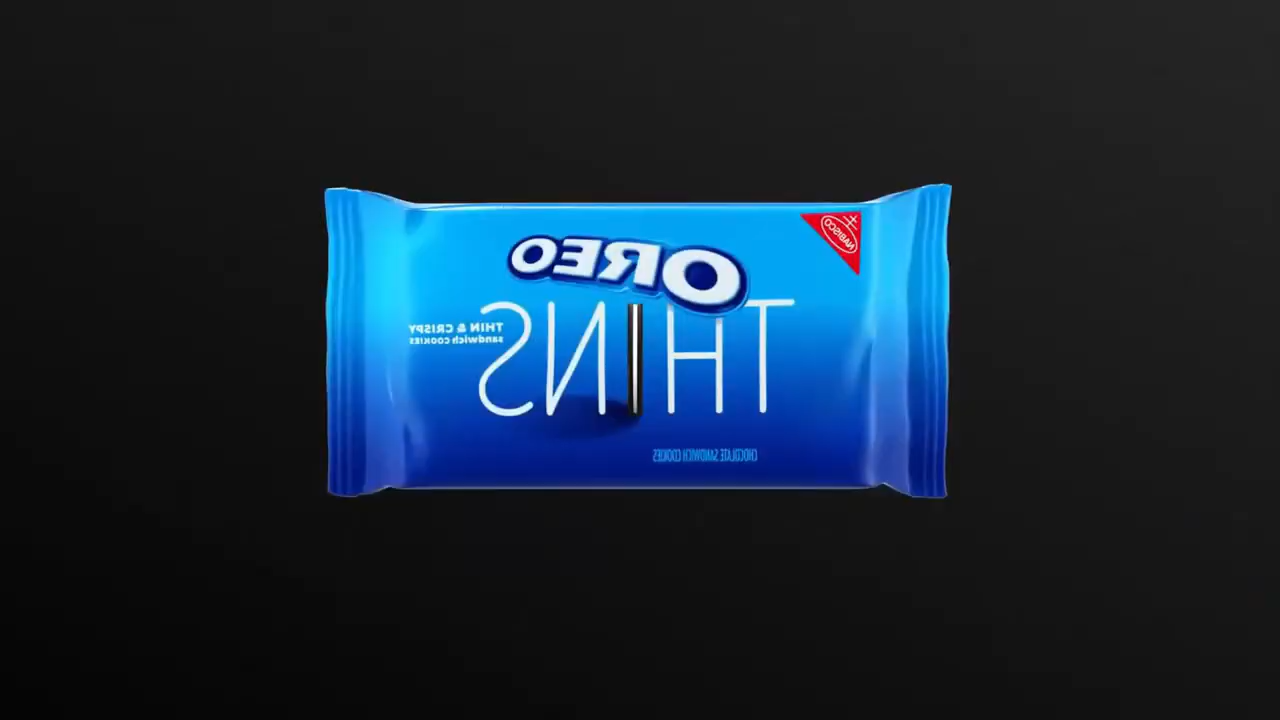 OREO
THINS
THIN & CRISPY
sandwich cookies
CHOCOLATE SANDWICH COOKIES
NABISCO